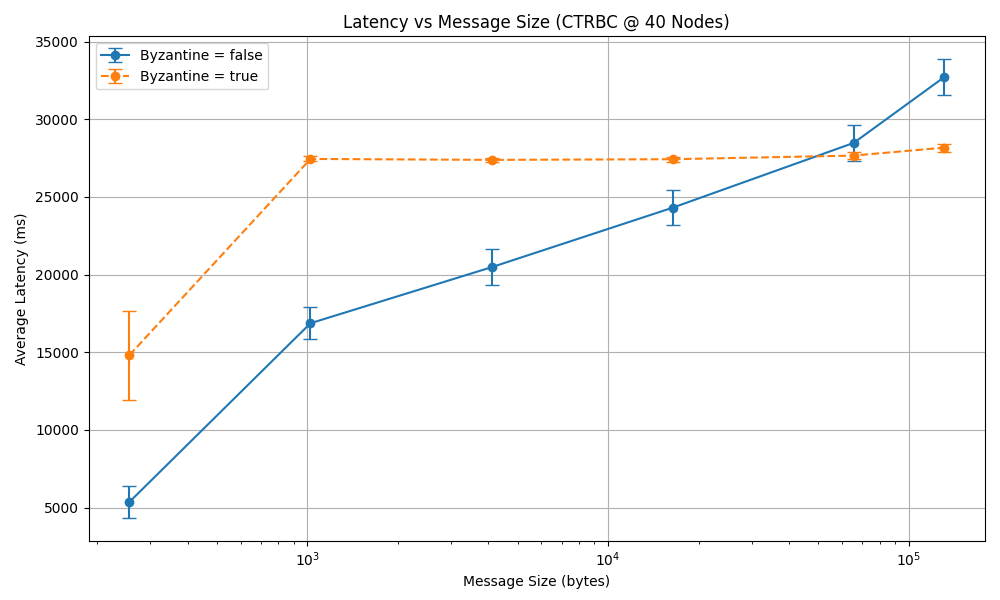 Latency vs Message Size (CTRBC @ 40 Nodes)
Byzantine = false
Byzantine = true
Average Latency (ms)
35000
30000
25000
20000
15000
10000
5000
10³
10⁴
10⁵
Message Size (bytes)